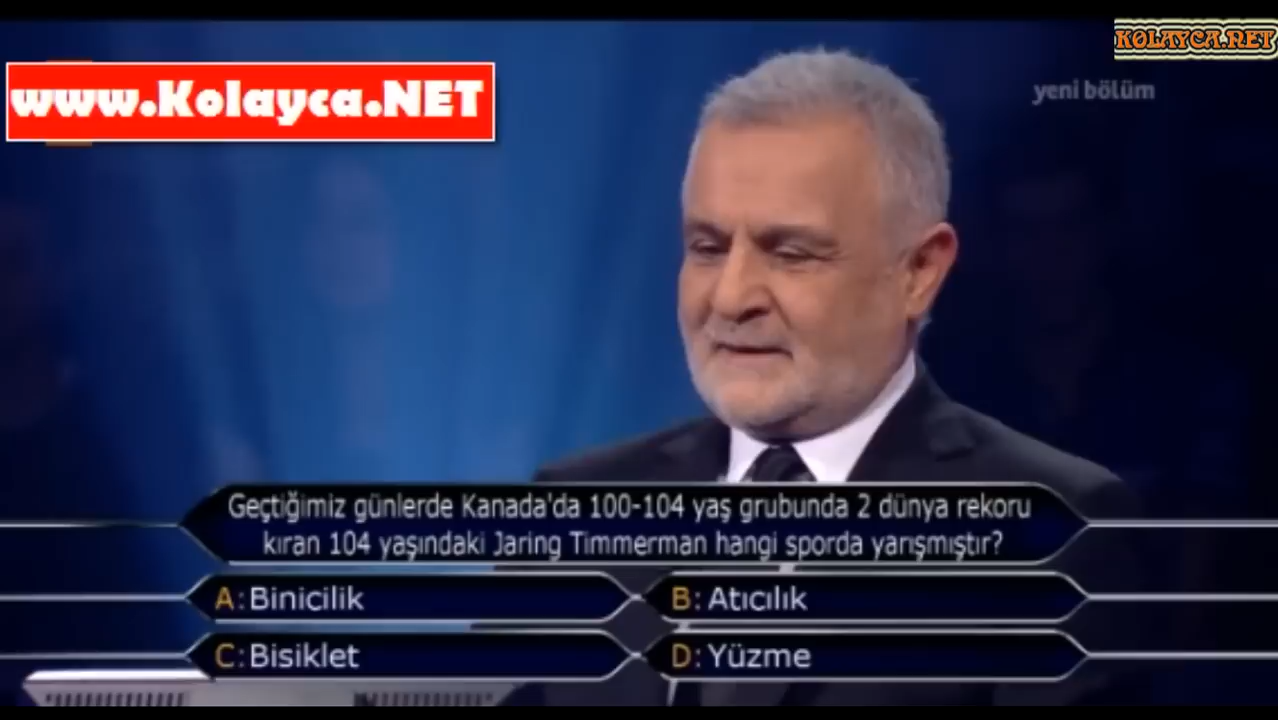 KOLAYCA.NET
www.Kolayca.NET
yeni bölüm
Geçtiğimiz günlerde Kanada'da 100-104 yaş grubunda 2 dünya rekoru
kıran 104 yaşındaki Jaring Timmerman hangi sporda yarışmıştır?
A: Binicilik
B: Atıcılık
C: Bisiklet
D: Yüzme